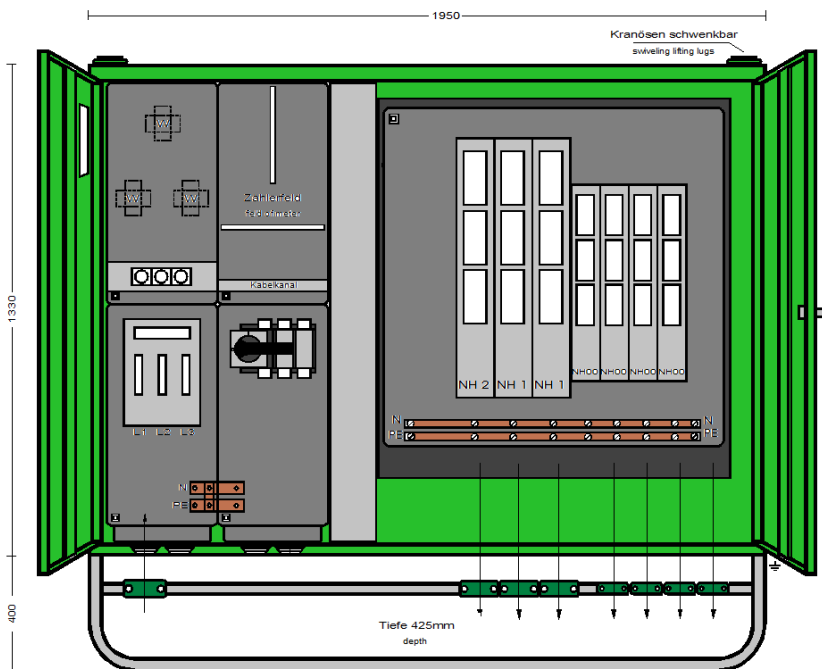 1950
Kranösen schwenkbar
swiveling lifting lugs
W
W W
Zählerfeld
field of meter
Kabelkanal
1330
NH 2 NH 1 NH 1 NH00 NH00 NH00 NH00
L1 L2 L3
N N
PE PE
N
PE
400
Tiefe 425mm
depth